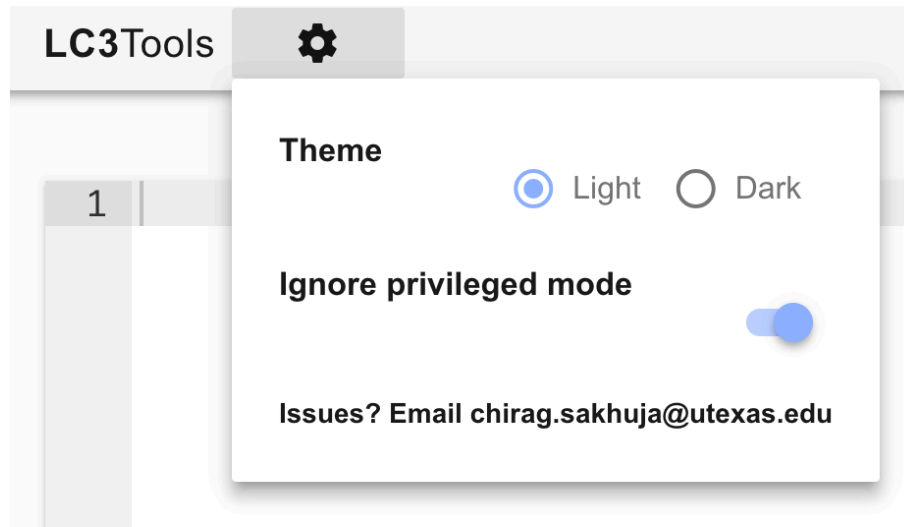 LC3Tools
Theme
Light Dark
1
Ignore privileged mode
Issues? Email chirag.sakhuja@utexas.edu